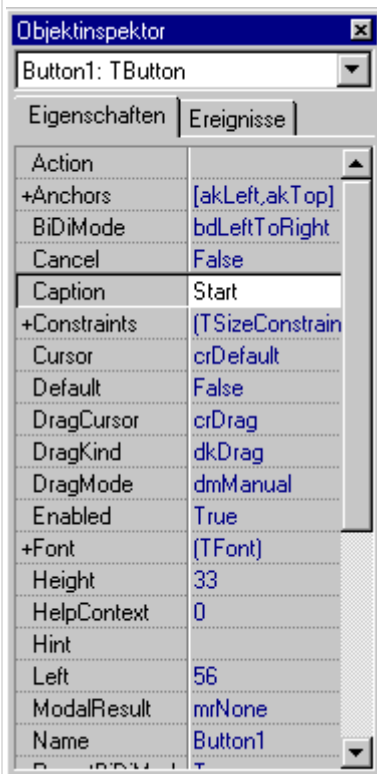 Objektinspektor
Button1: TButton
Eigenschaften Ereignisse
Action
+Anchors [akLeft,akTop]
BiDiMode bdLeftToRight
Cancel False
Caption Start
+Constraints (TSizeConstrain
Cursor crDefault
Default False
DragCursor crDrag
DragKind dkDrag
DragMode dmManual
Enabled True
+Font (TFont)
Height 33
HelpContext 0
Hint
Left 56
ModalResult mrNone
Name Button1